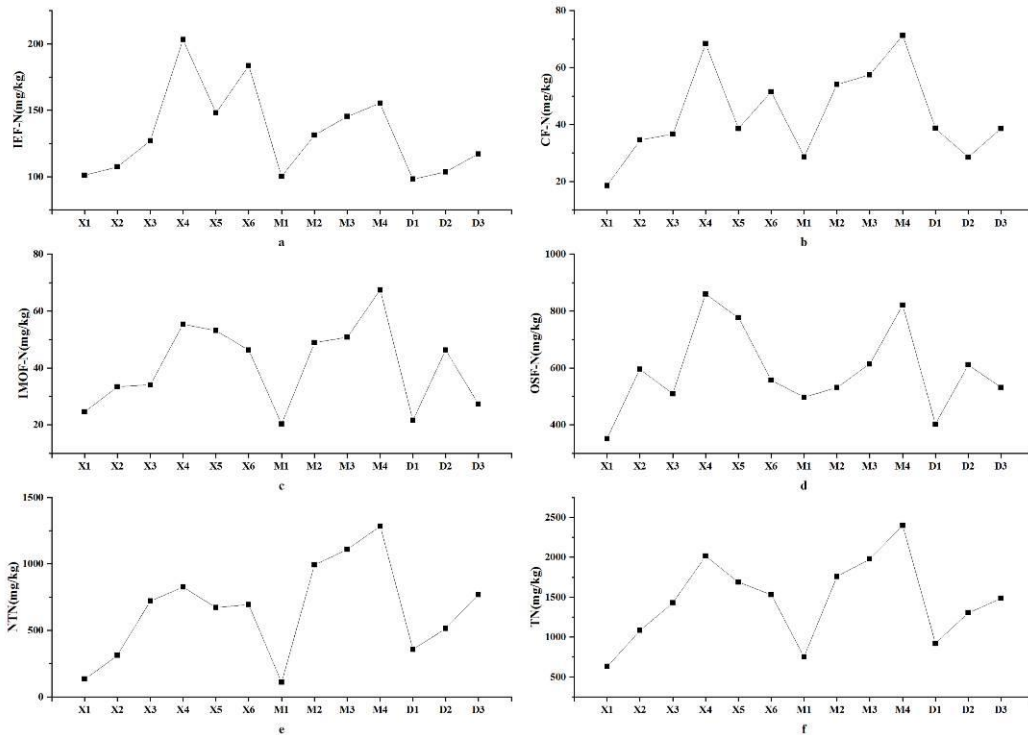 IEF-N(mg/kg)
200
150
100
X1 X2 X3 X4 X5 X6 M1 M2 M3 M4 D1 D2 D3
a
CF-N(mg/kg)
80
60
40
20
X1 X2 X3 X4 X5 X6 M1 M2 M3 M4 D1 D2 D3
b
IMOF-N(mg/kg)
80
60
40
20
X1 X2 X3 X4 X5 X6 M1 M2 M3 M4 D1 D2 D3
c
OSF-N(mg/kg)
1000
800
600
400
X1 X2 X3 X4 X5 X6 M1 M2 M3 M4 D1 D2 D3
d
NTN(mg/kg)
1500
1000
500
0
X1 X2 X3 X4 X5 X6 M1 M2 M3 M4 D1 D2 D3
e
TN(mg/kg)
2500
2000
1500
1000
500
X1 X2 X3 X4 X5 X6 M1 M2 M3 M4 D1 D2 D3
f